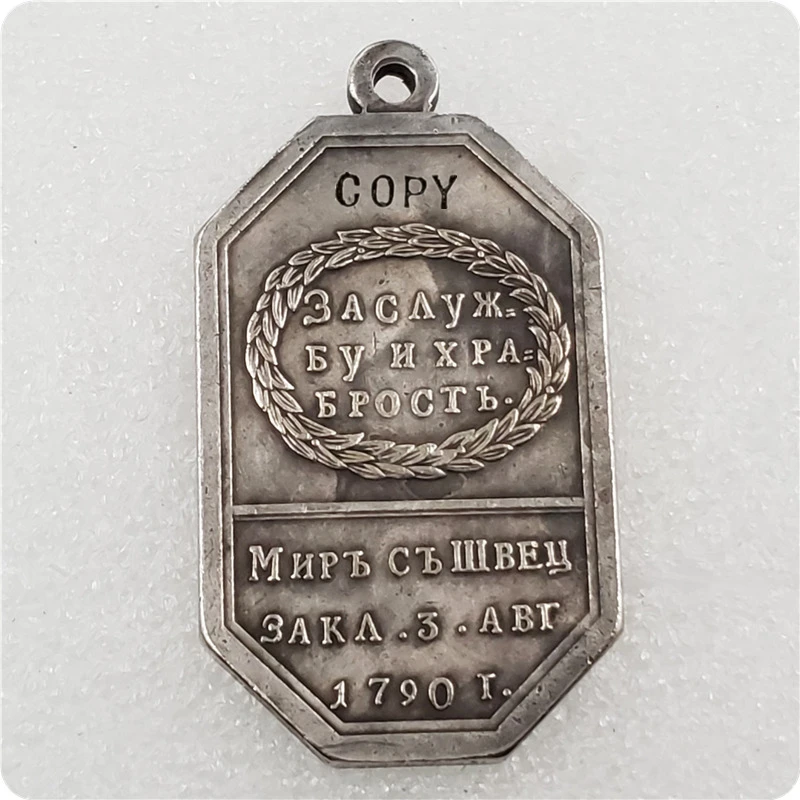 COPY
ЗАСЛУЖ=
БУ И ХРА=
БРОСТЬ.
МИРЪ СЪ ШВЕЦ
ЗАКЛ . 3 . АВГ
1790 Г.